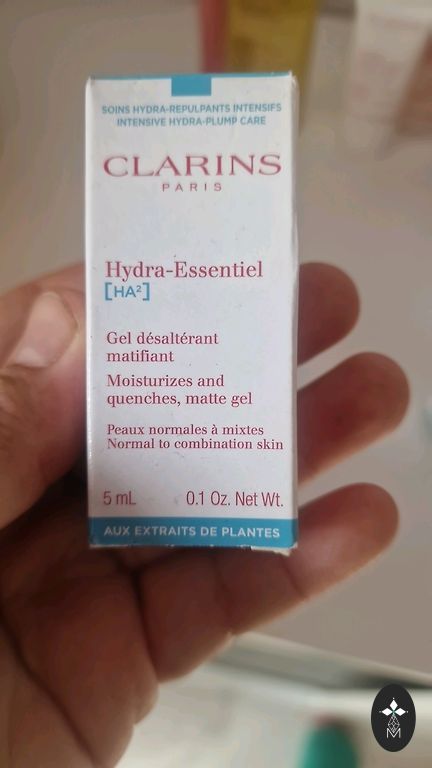 SOINS HYDRA-REPULPANTS INTENSIFS
INTENSIVE HYDRA-PLUMP CARE
CLARINS
PARIS
Hydra-Essentiel
[HA²]
Gel désaltérant
matifiant
Moisturizes and
quenches, matte gel
Peaux normales à mixtes
Normal to combination skin
5 mL 0.1 Oz. Net Wt.
AUX EXTRAITS DE PLANTES
M